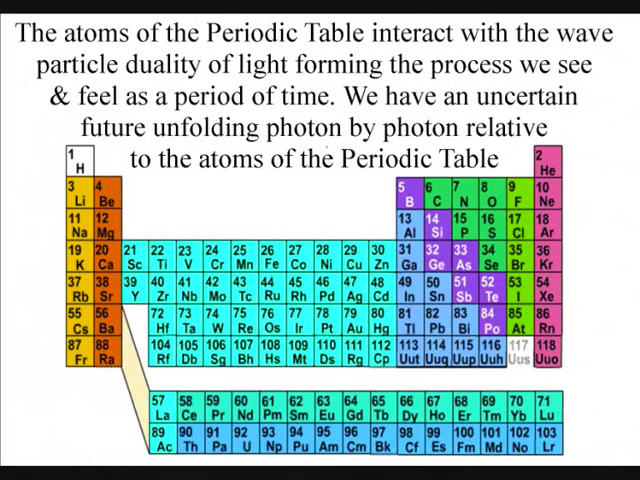 The atoms of the Periodic Table interact with the wave
particle duality of light forming the process we see
& feel as a period of time. We have an uncertain
future unfolding photon by photon relative
to the atoms of the Periodic Table
1 2
H He
3 4 5 6 7 8 9 10
Li Be B C N O F Ne
11 12 13 14 15 16 17 18
Na Mg Al Si P S Cl Ar
19 20 21 22 23 24 25 26 27 28 29 30 31 32 33 34 35 36
K Ca Sc Ti V Cr Mn Fe Co Ni Cu Zn Ga Ge As Se Br Kr
37 38 39 40 41 42 43 44 45 46 47 48 49 50 51 52 53 54
Rb Sr Y Zr Nb Mo Tc Ru Rh Pd Ag Cd In Sn Sb Te I Xe
55 56 72 73 74 75 76 77 78 79 80 81 82 83 84 85 86
Cs Ba Hf Ta W Re Os Ir Pt Au Hg Tl Pb Bi Po At Rn
87 88 104 105 106 107 108 109 110 111 112 113 114 115 116 117 118
Fr Ra Rf Db Sg Bh Hs Mt Ds Rg Cp Uut Uuq Uup Uuh Uus Uuo
57 58 59 60 61 62 63 64 65 66 67 68 69 70 71
La Ce Pr Nd Pm Sm Eu Gd Tb Dy Ho Er Tm Yb Lu
89 90 91 92 93 94 95 96 97 98 99 100 101 102 103
Ac Th Pa U Np Pu Am Cm Bk Cf Es Fm Md No Lr